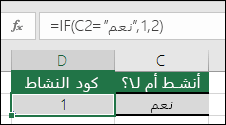 fx =IF(C2="نعم",1,2)
D C
أنشط أم لا؟ كود النشاط
نعم 1